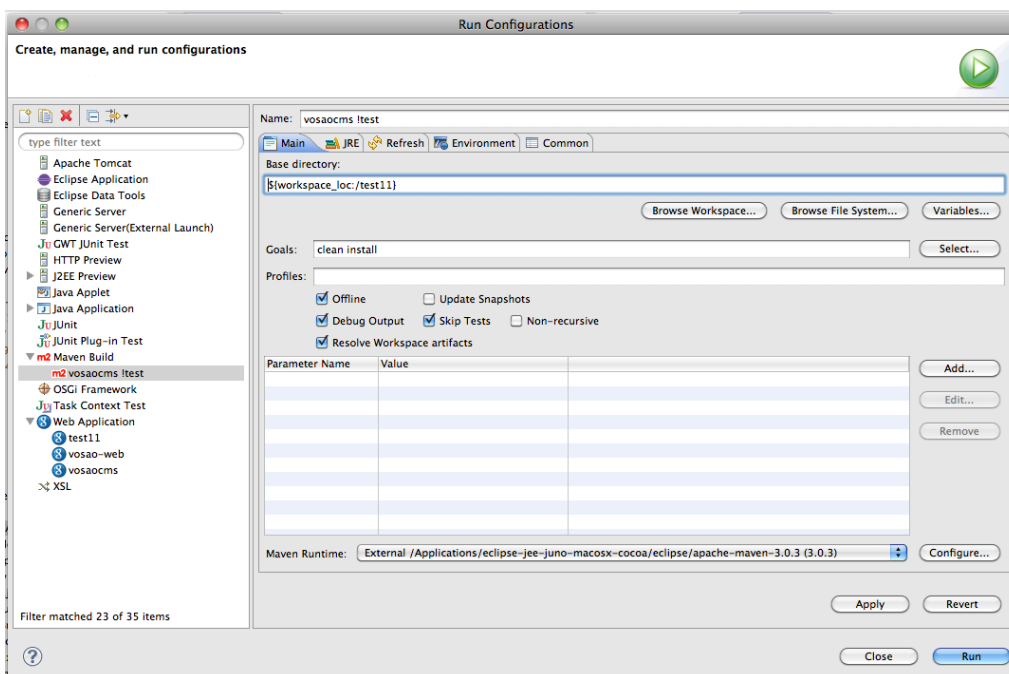 Run Configurations
Create, manage, and run configurations
type filter text
Apache Tomcat
Eclipse Application
Eclipse Data Tools
Generic Server
Generic Server(External Launch)
Ju GWT JUnit Test
HTTP Preview
J2EE Preview
Java Applet
Java Application
Ju JUnit
JUnit Plug-in Test
m2 Maven Build
m2 vosaocms !test
OSGi Framework
Ju Task Context Test
Web Application
test11
vosao-web
vosaocms
XSL
Filter matched 23 of 35 items
Name: vosaocms !test
Main JRE Refresh Environment Common
Base directory:
${workspace_loc:/test11}
Browse Workspace... Browse File System... Variables...
Goals: clean install Select...
Profiles:
Offline Update Snapshots
Debug Output Skip Tests Non-recursive
Resolve Workspace artifacts
Parameter Name Value Add...
Edit...
Remove
Maven Runtime: External /Applications/eclipse-jee-juno-macosx-cocoa/eclipse/apache-maven-3.0.3 (3.0.3) Configure...
Apply Revert
? Close Run